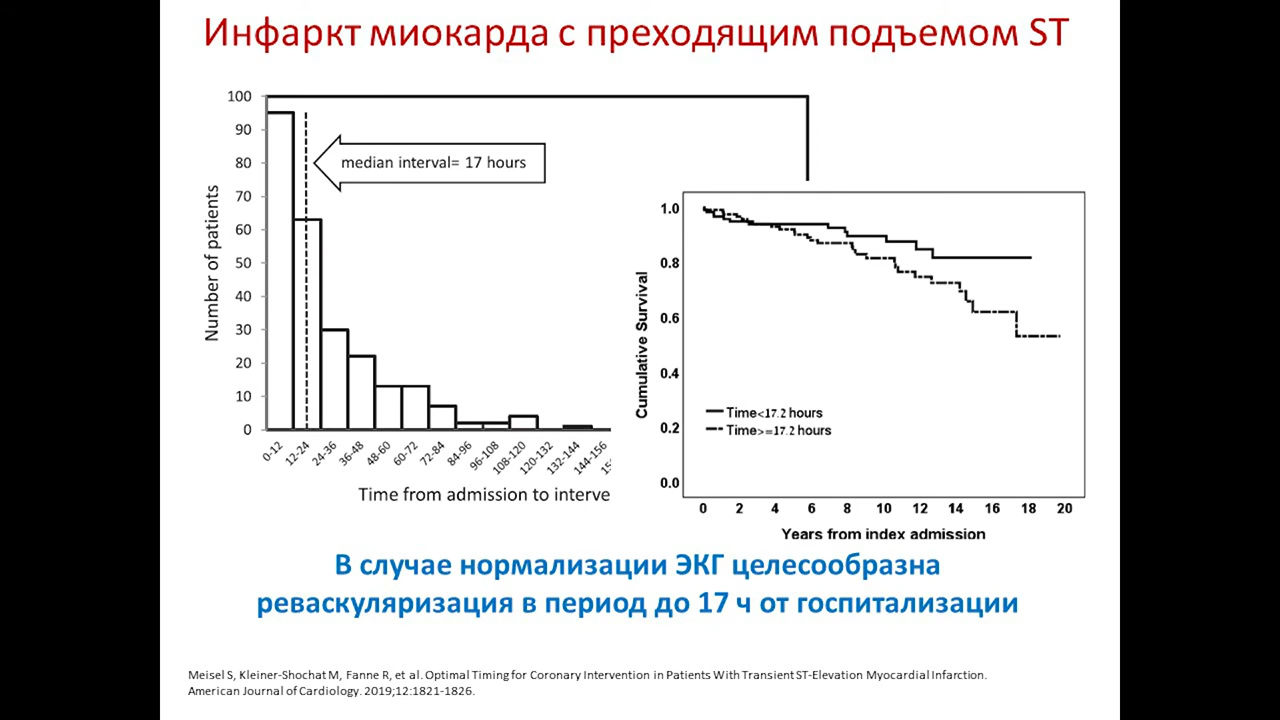 Инфаркт миокарда с преходящим подъемом ST
100
90
80
70
60
50
40
30
20
10
0
Number of patients
median interval= 17 hours
0-12
12-24
24-36
36-48
48-60
60-72
72-84
84-96
96-108
108-120
120-132
132-144
144-156
Time from admission to interve
1.0
0.8
0.6
0.4
0.2
0.0
Cumulative Survival
Time<17.2 hours
Time>=17.2 hours
0 2 4 6 8 10 12 14 16 18 20
Years from index admission
В случае нормализации ЭКГ целесообразна
реваскуляризация в период до 17 ч от госпитализации
Meisel S, Kleiner-Shochat M, Fanne R, et al. Optimal Timing for Coronary Intervention in Patients With Transient ST-Elevation Myocardial Infarction.
American Journal of Cardiology. 2019;12:1821-1826.